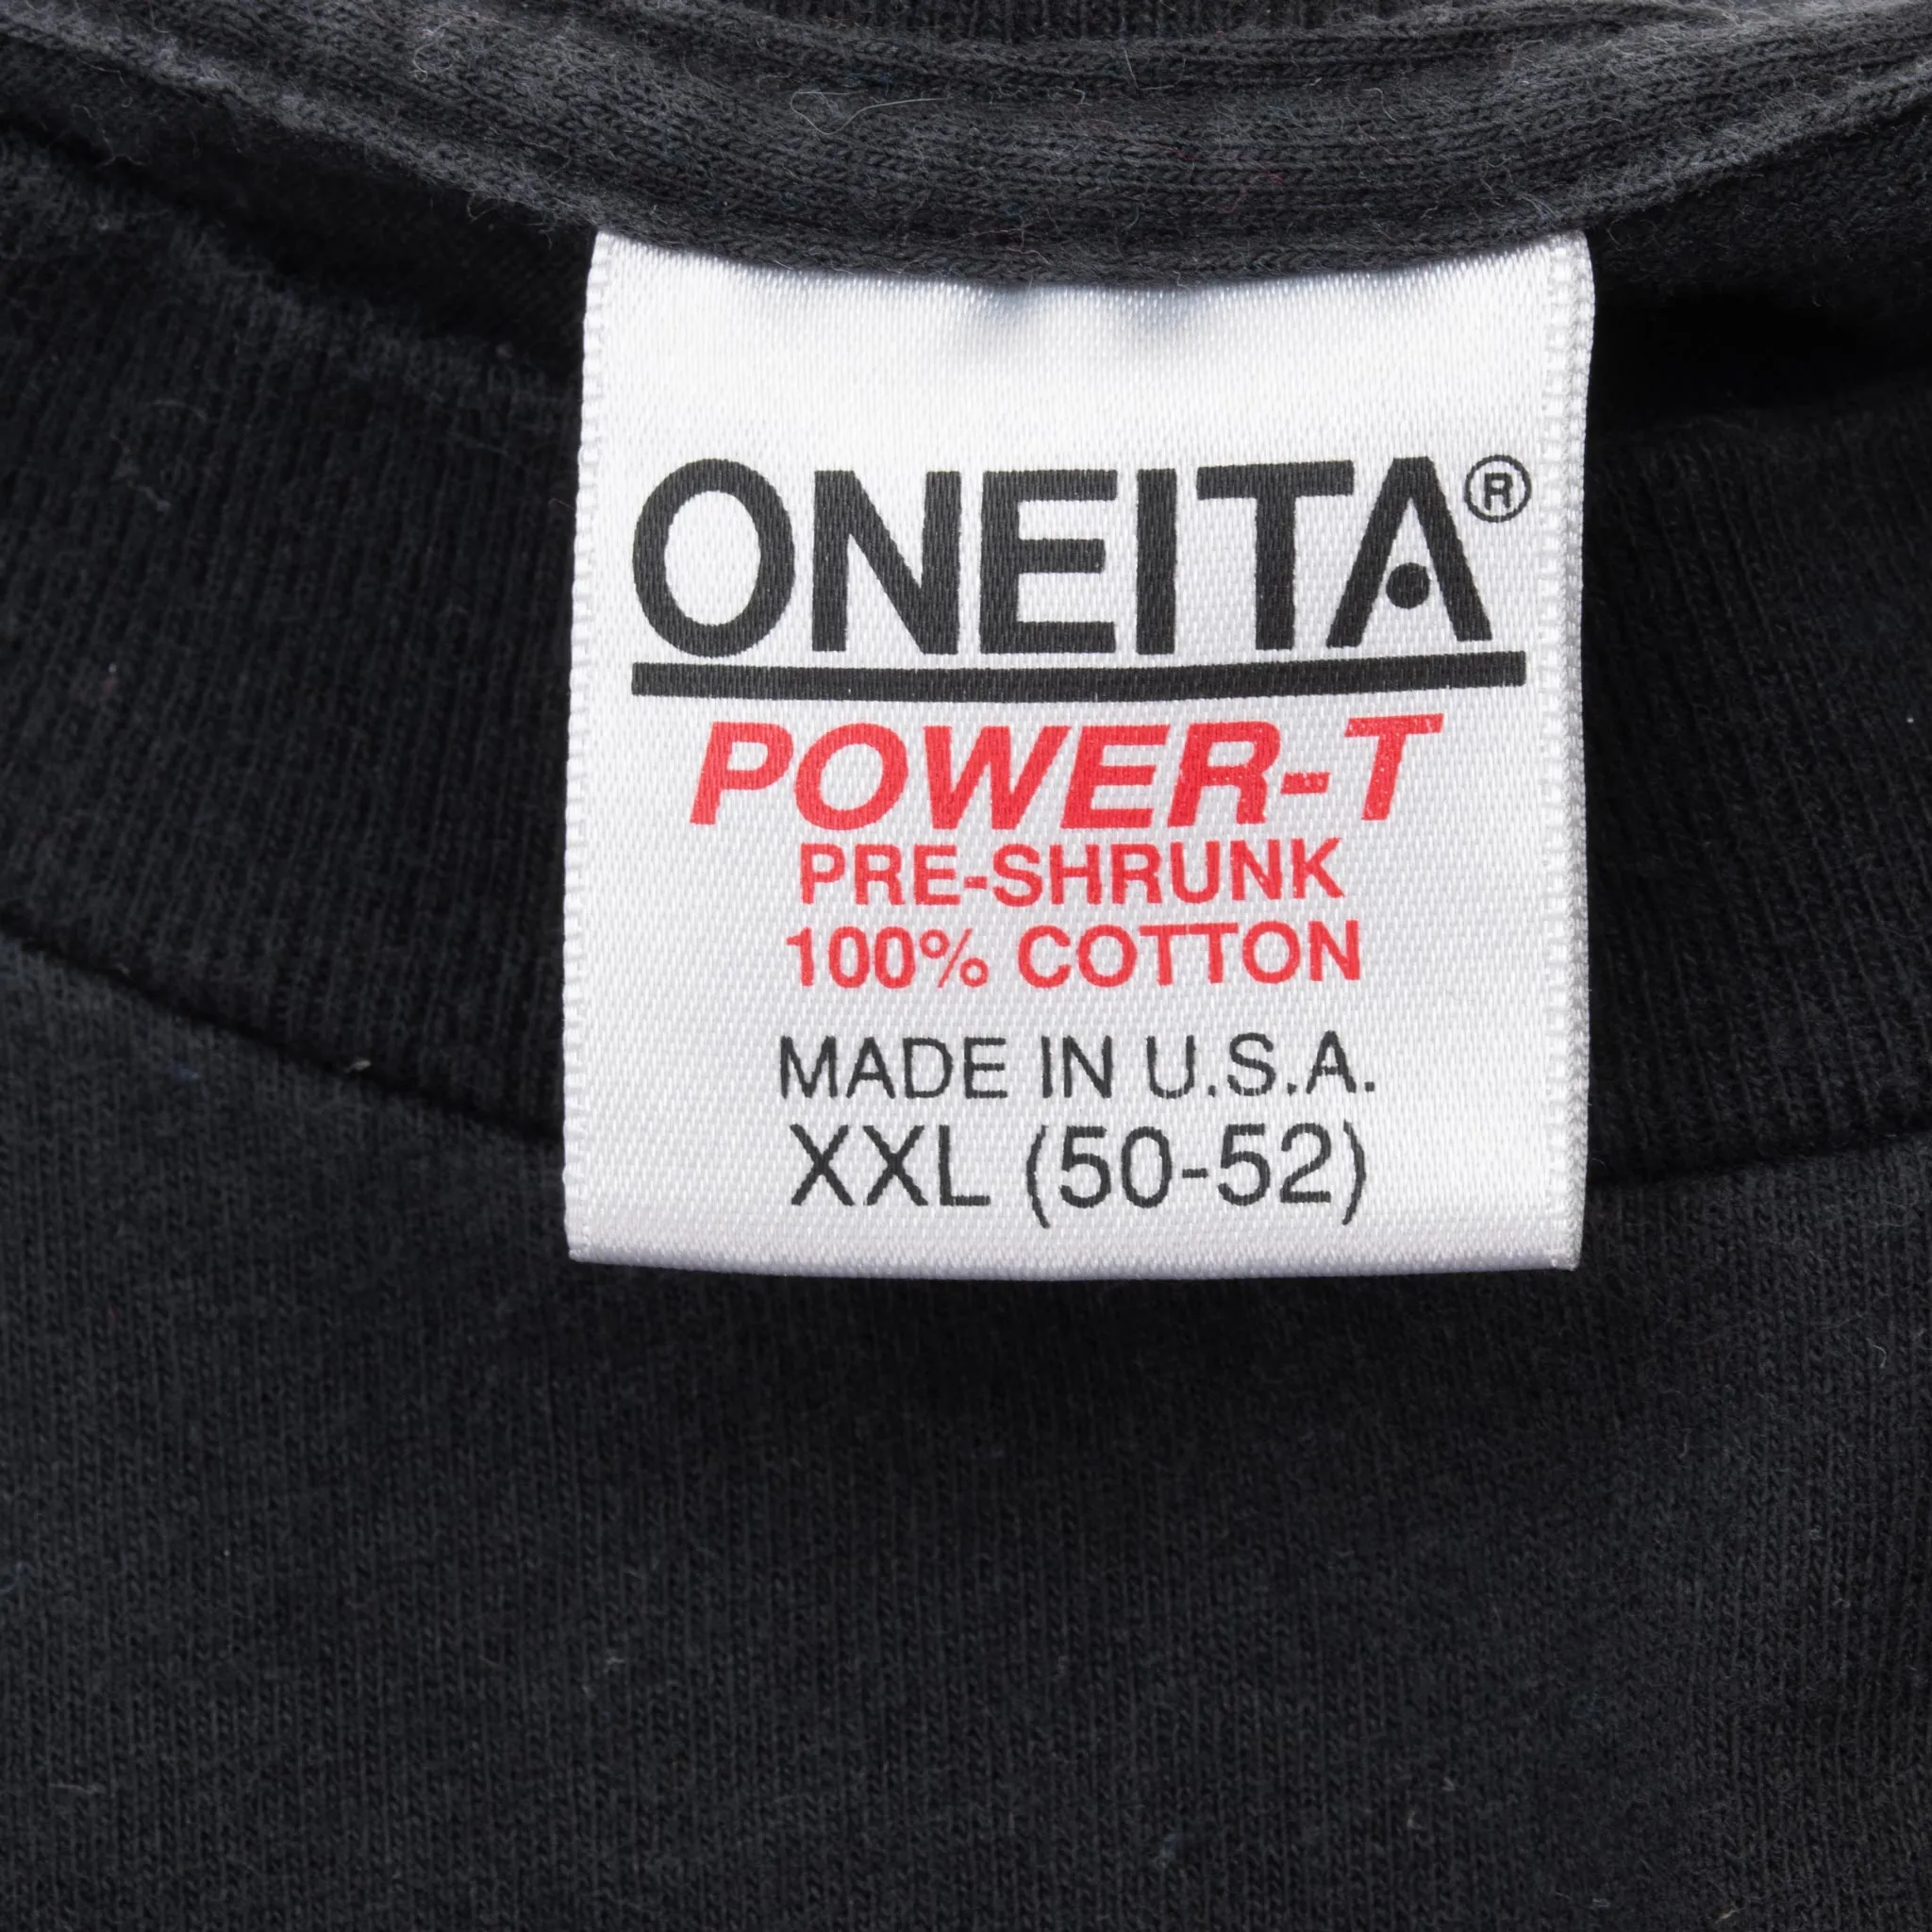 ONEITA®
POWER-T
PRE-SHRUNK
100% COTTON
MADE IN U.S.A.
XXL (50-52)